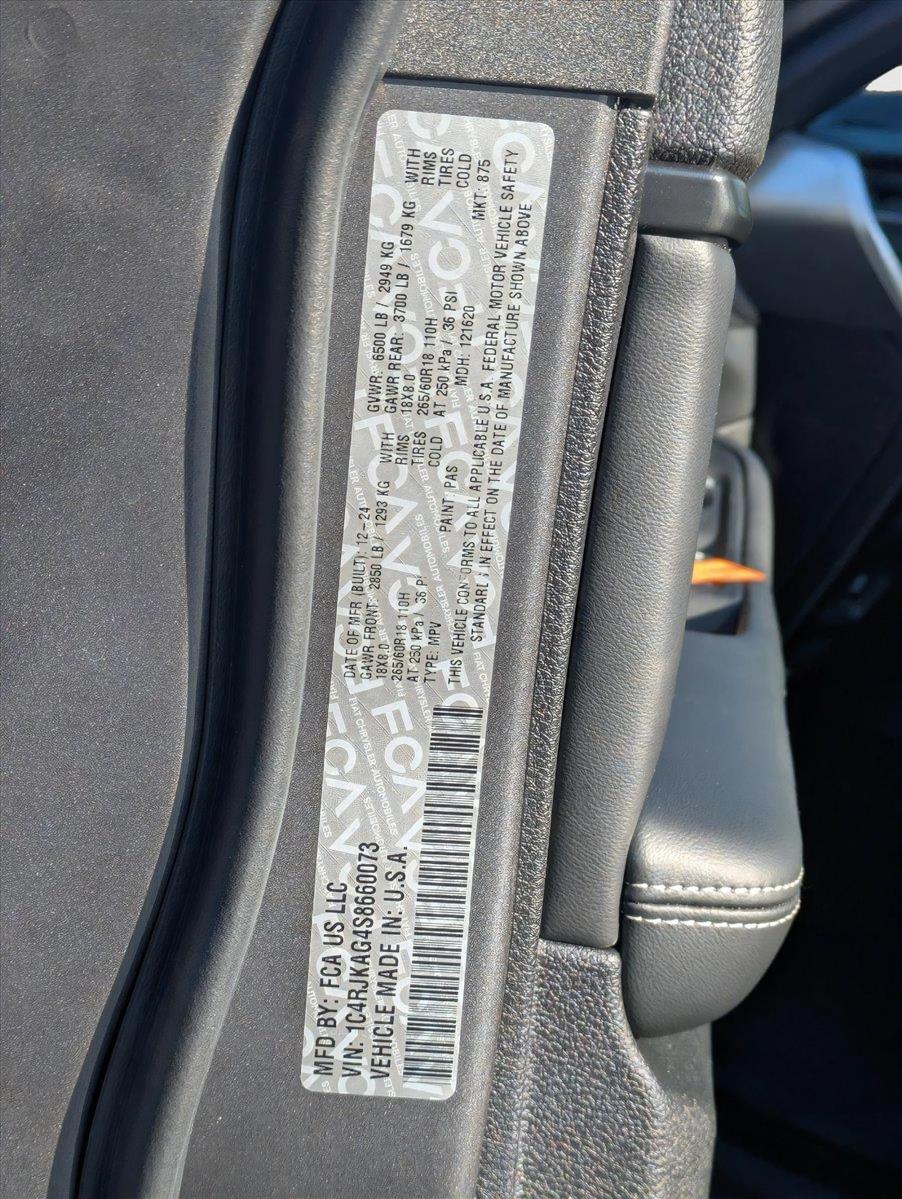 MFD BY: FCA US LLC
VIN: 1C4RJKAG4S8660073
VEHICLE MADE IN: U.S.A.
DATE OF MFR (BUILT): 12-24 GVWR: 6500 LB / 2949 KG
GAWR FRONT: 2850 LB / 1293 KG WITH GAWR REAR: 3700 LB / 1679 KG WITH
18X8.0 RIMS 18X8.0 RIMS
265/60R18 110H TIRES 265/60R18 110H TIRES
AT 250 kPa / 36 P COLD AT 250 kPa / 36 PSI COLD
TYPE: MPV PAINT: PAS MDH: 121620 MKT: 875
THIS VEHICLE CONFORMS TO ALL APPLICABLE U.S.A. FEDERAL MOTOR VEHICLE SAFETY
STANDARD IN EFFECT ON THE DATE OF MANUFACTURE SHOWN ABOVE